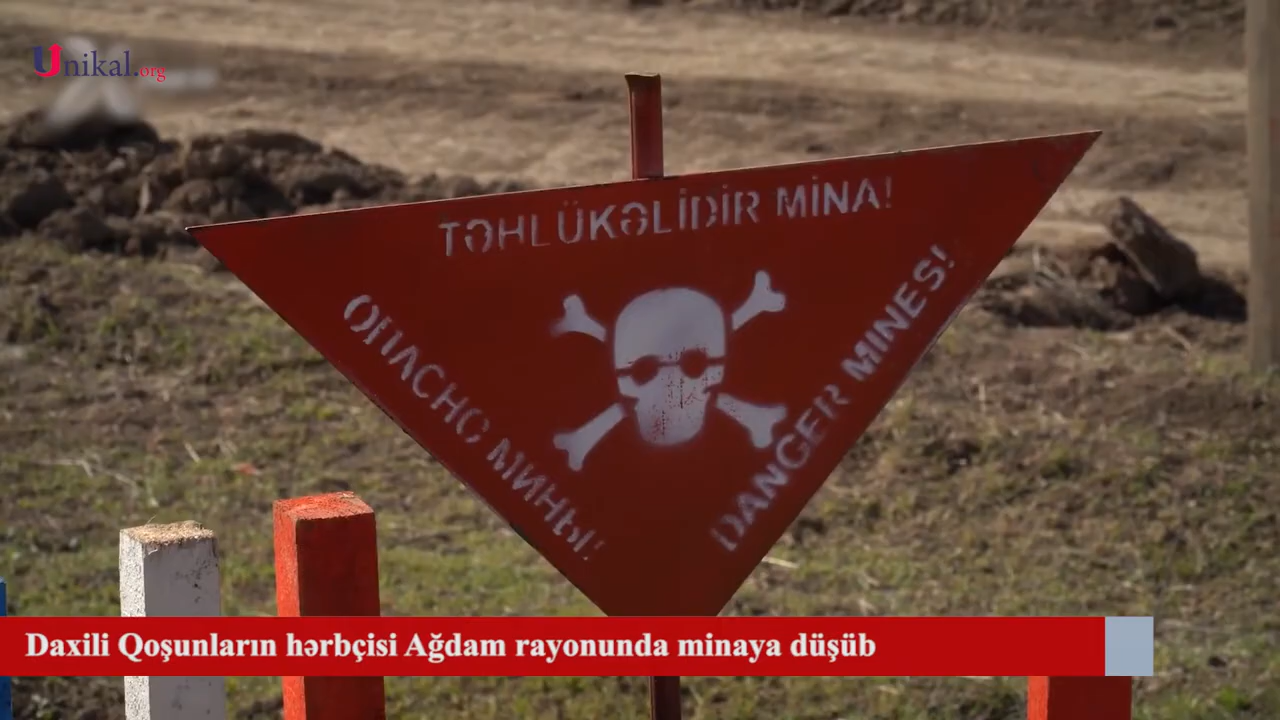 Unikal.org
TƏHLÜKƏLİDİR MİNA!
ОПАСНО МИНЫ!
DANGER MINES!
Daxili Qoşunların hərbçisi Ağdam rayonunda minaya düşüb